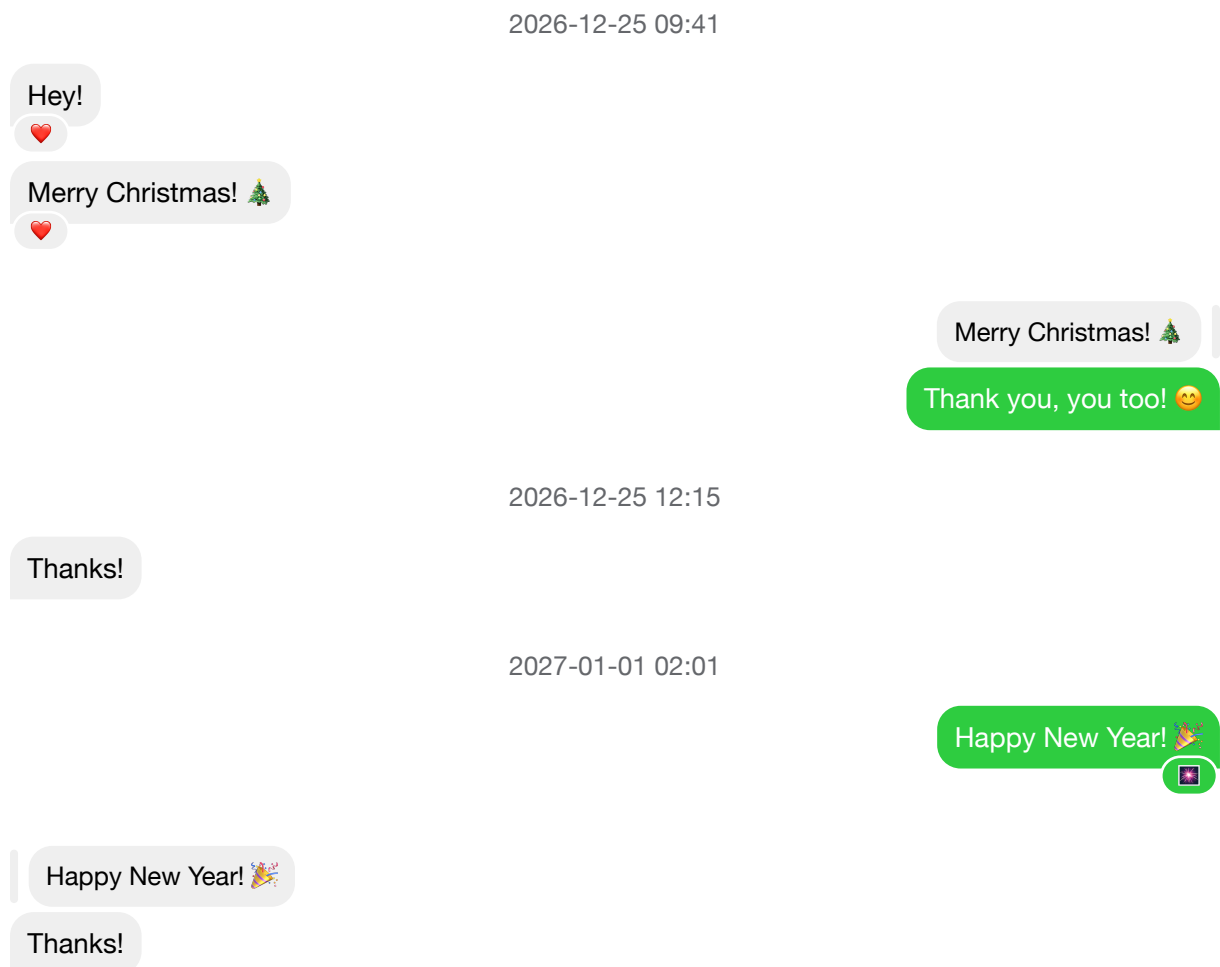 2026-12-25 09:41
Hey!
❤️
Merry Christmas! 🎄
❤️
Merry Christmas! 🎄
Thank you, you too! 😊
2026-12-25 12:15
Thanks!
2027-01-01 02:01
Happy New Year! 🎉
🎆
Happy New Year! 🎉
Thanks!